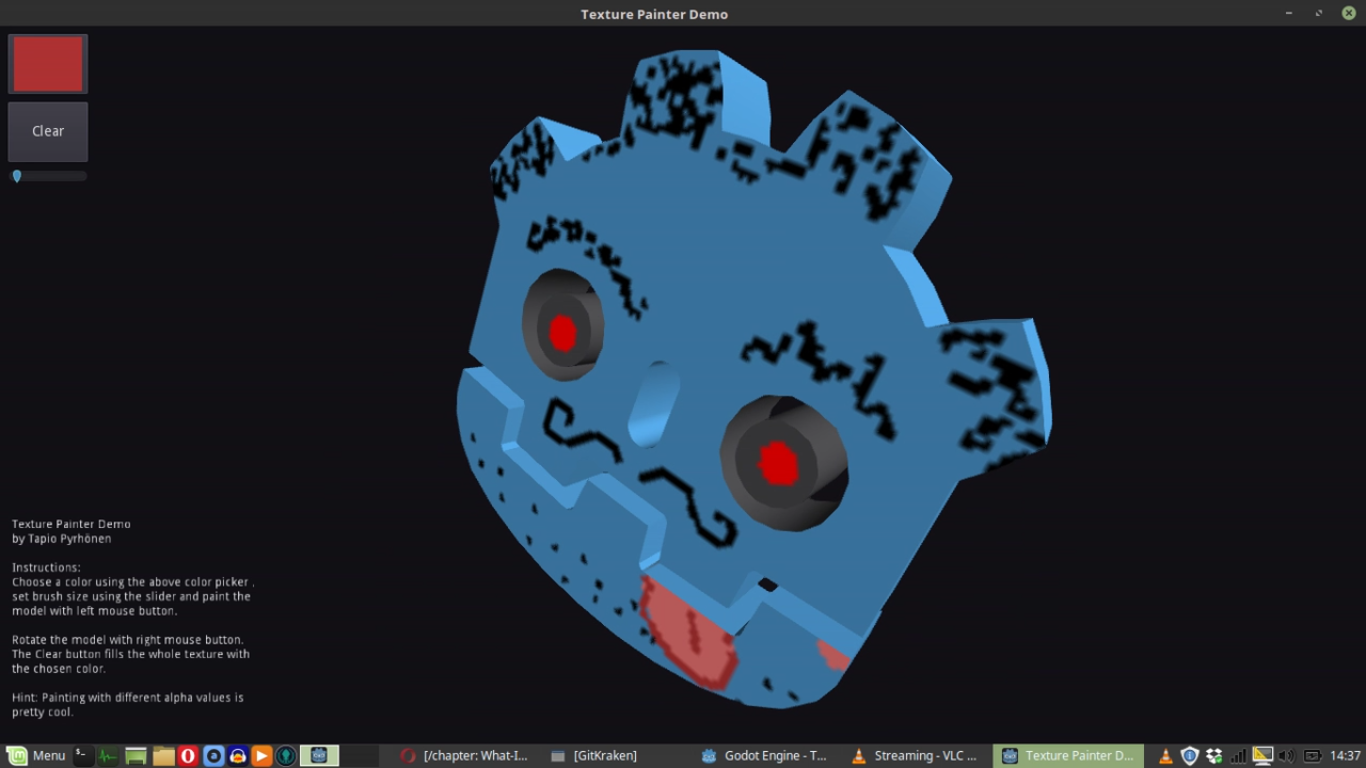 Texture Painter Demo
Clear
Texture Painter Demo
by Tapio Pyrhönen
Instructions:
Choose a color using the above color picker ,
set brush size using the slider and paint the
model with left mouse button.
Rotate the model with right mouse button.
The Clear button fills the whole texture with
the chosen color.
Hint: Painting with different alpha values is
pretty cool.
Menu
[/chapter: What-I...
[GitKraken]
Godot Engine - T...
Streaming - VLC ...
Texture Painter D...
14:37